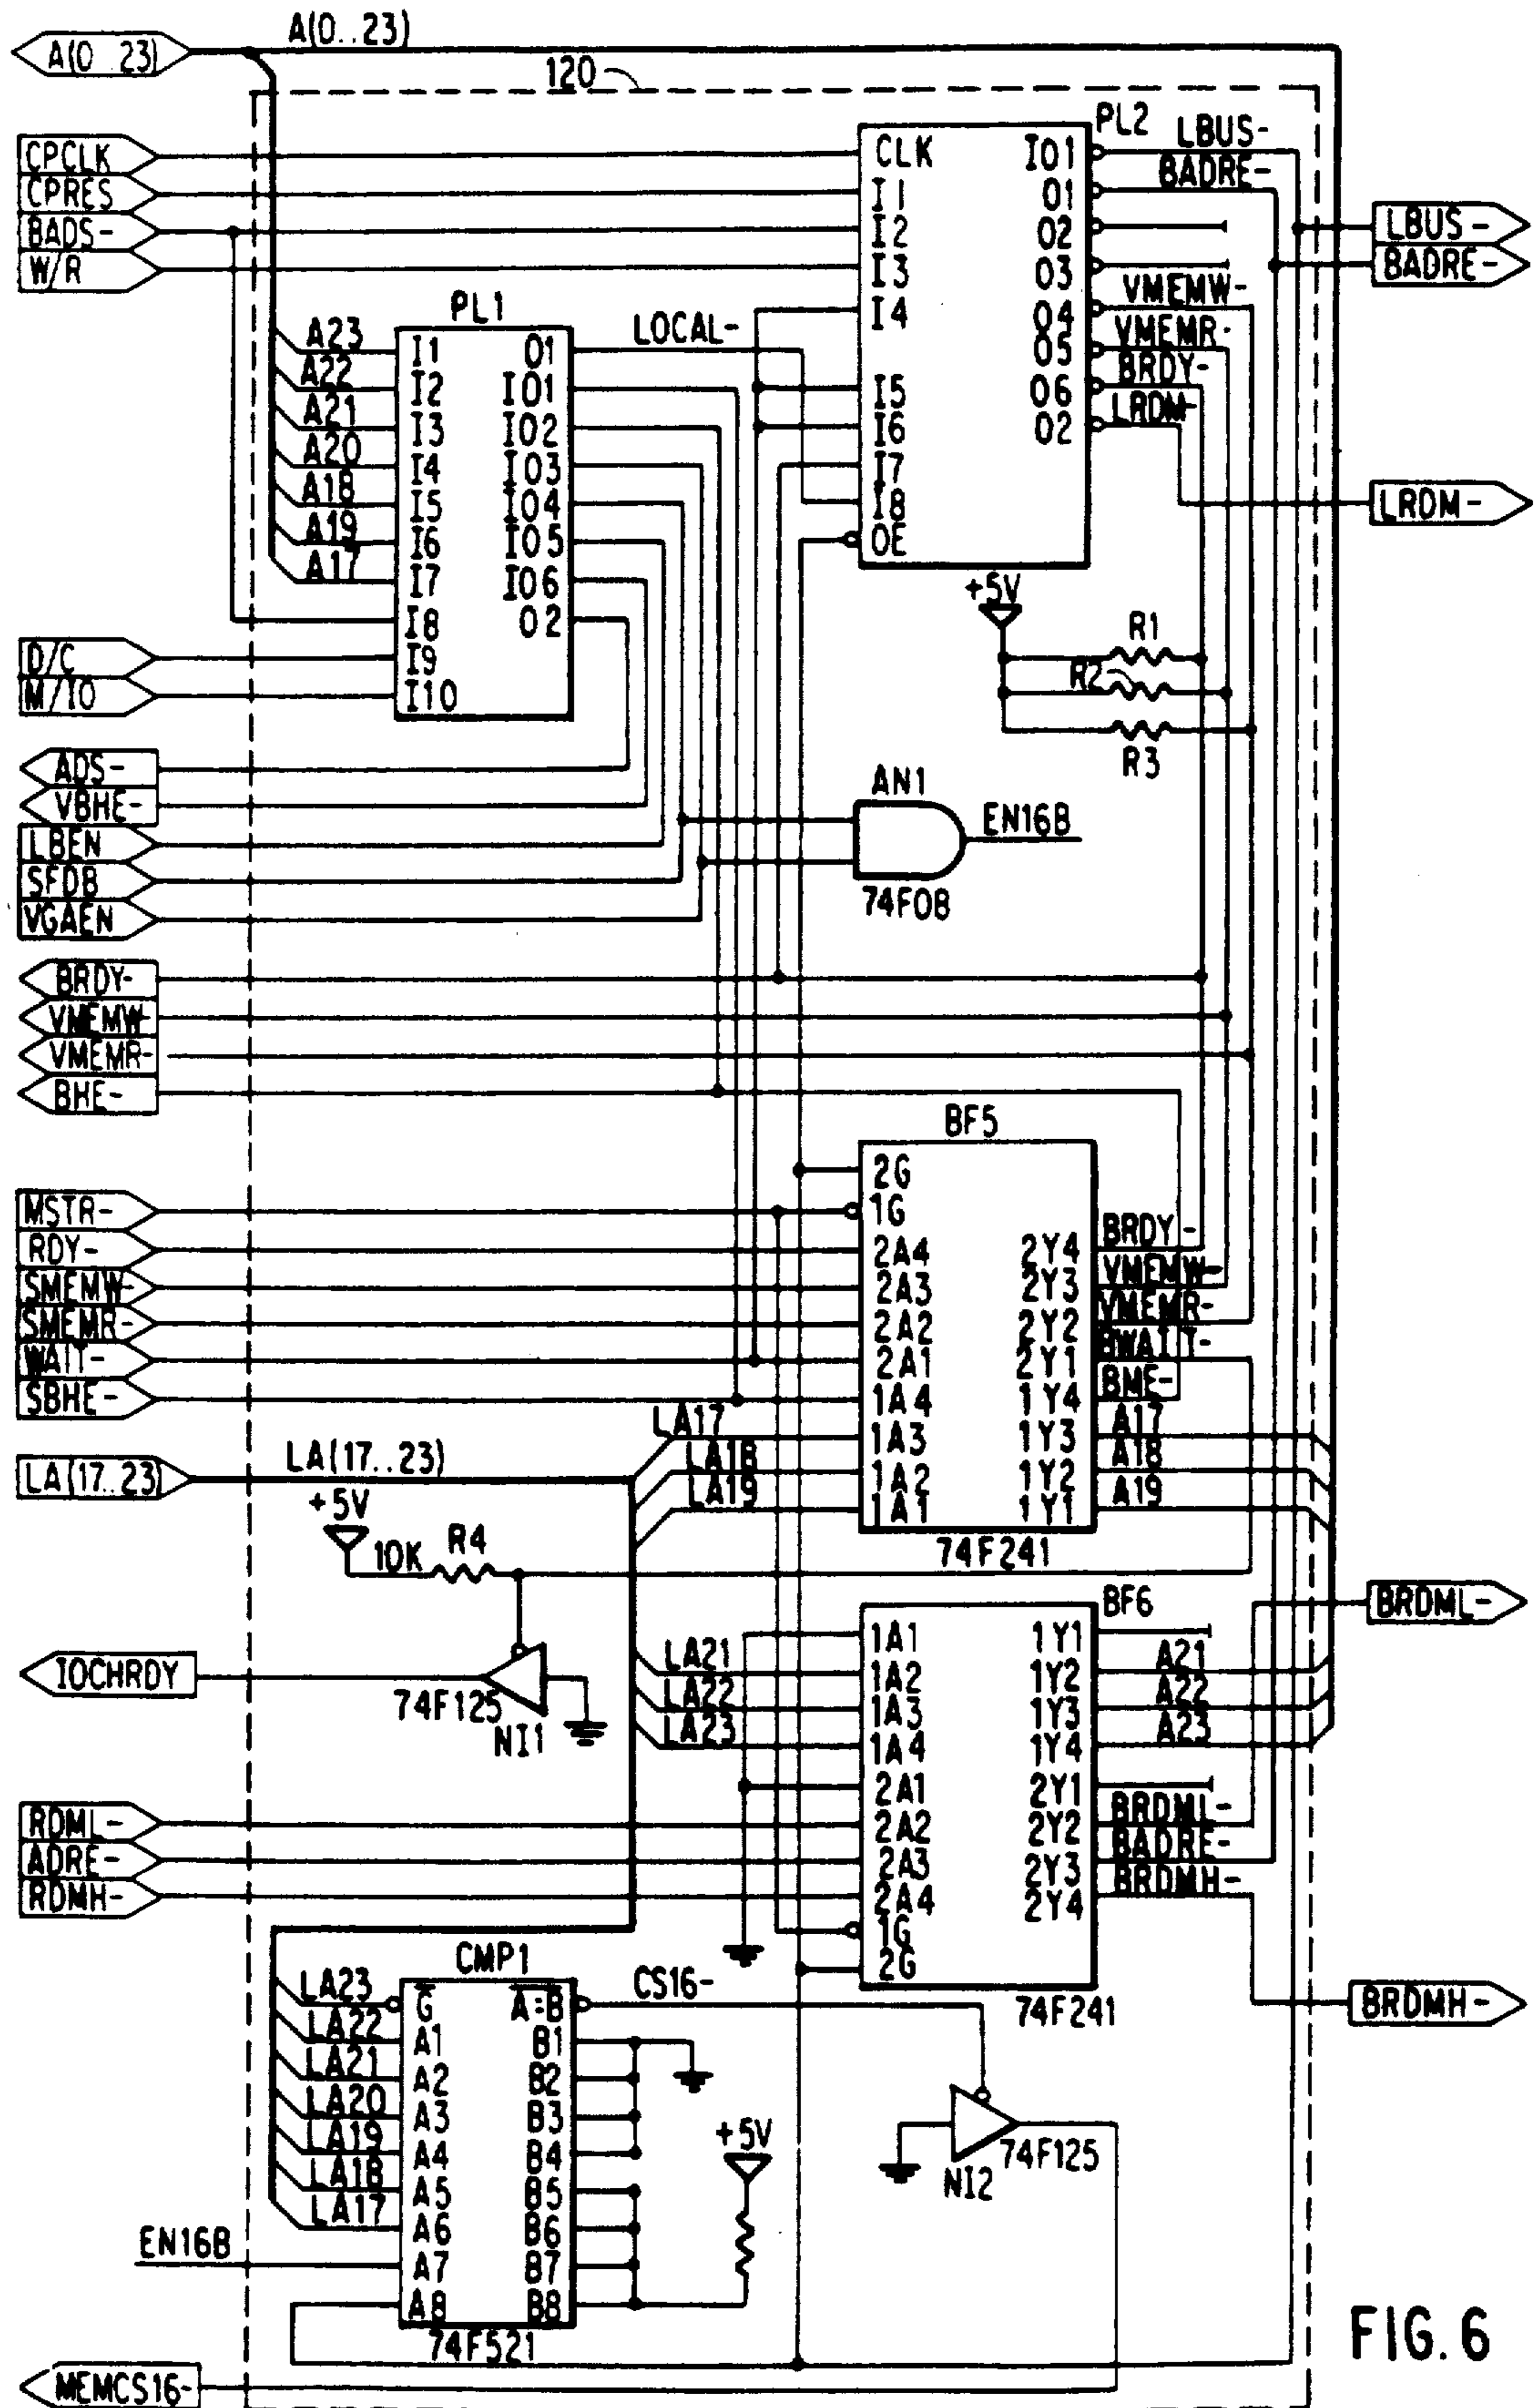 A(0..23)
A(0..23)
120
CPCLK
CPRES
BADS-
W/R
PL2
CLK
I1
I2
I3
I4
I5
I6
I7
I8
OE
IO1
O1
O2
O3
O4
O5
O6
O2
LBUS-
BADRE-
VMEMW-
VMEMR-
BRDY-
LRDM-
LBUS-
BADRE-
LRDM-
PL1
A23
A22
A21
A20
A18
A19
A17
I1
I2
I3
I4
I5
I6
I7
I8
I9
I10
O1
IO1
IO2
IO3
IO4
IO5
IO6
O2
LOCAL-
D/C
M/IO
+5V
R1
R2
R3
ADS-
VBHE-
LBEN
SFDB
VGAEN
AN1
EN16B
74F08
BRDY-
VMEMW-
VMEMR-
BHE-
BF5
MSTR-
RDY-
SMEMW-
SMEMR-
WAIT-
SBHE-
2G
1G
2A4
2A3
2A2
2A1
1A4
1A3
1A2
1A1
2Y4
2Y3
2Y2
2Y1
1Y4
1Y3
1Y2
1Y1
BRDY-
VMEMW-
VMEMR-
BWAIT-
BME-
A17
A18
A19
LA17
LA18
LA19
74F241
LA(17..23)
LA(17..23)
+5V
10K
R4
IOCHRDY
74F125
NI1
BF6
LA21
LA22
LA23
1A1
1A2
1A3
1A4
2A1
2A2
2A3
2A4
1G
2G
1Y1
1Y2
1Y3
1Y4
2Y1
2Y2
2Y3
2Y4
A21
A22
A23
BRDML-
BADRE-
BRDMH-
BRDML-
BRDMH-
74F241
RDML-
ADRE-
RDMH-
CMP1
LA23
LA22
LA21
LA20
LA19
LA18
LA17
EN16B
G
A1
A2
A3
A4
A5
A6
A7
A8
A=B
B1
B2
B3
B4
B5
B6
B7
B8
CS16-
+5V
74F125
NI2
74F521
MEMCS16-
FIG. 6